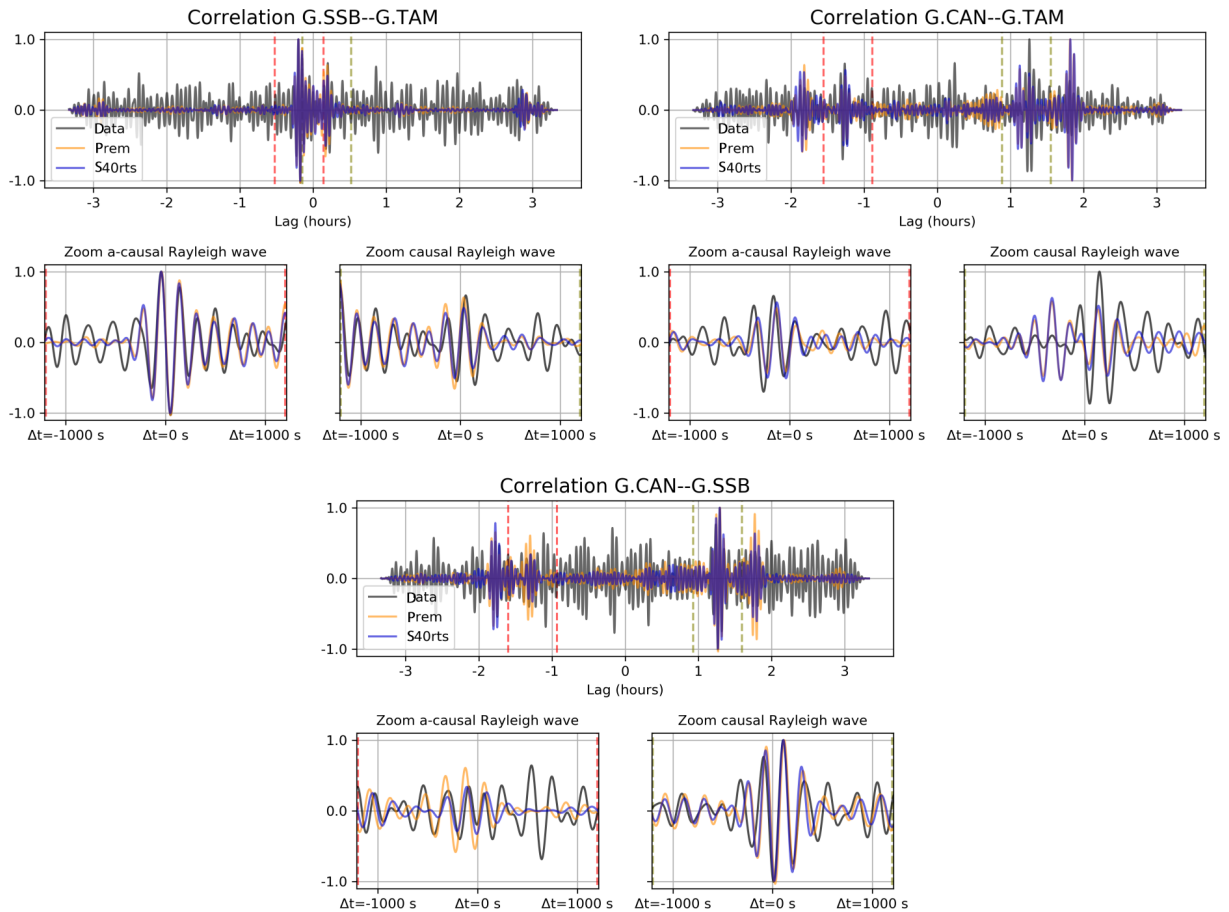 Correlation G.SSB--G.TAM
1.0
0.0
-1.0
Data
Prem
S40rts
-3 -2 -1 0 1 2 3
Lag (hours)
Zoom a-causal Rayleigh wave
1.0
0.0
-1.0
Δt=-1000 s Δt=0 s Δt=1000 s
Zoom causal Rayleigh wave
Δt=-1000 s Δt=0 s Δt=1000 s
Correlation G.CAN--G.TAM
1.0
0.0
-1.0
Data
Prem
S40rts
-3 -2 -1 0 1 2 3
Lag (hours)
Zoom a-causal Rayleigh wave
1.0
0.0
-1.0
Δt=-1000 s Δt=0 s Δt=1000 s
Zoom causal Rayleigh wave
Δt=-1000 s Δt=0 s Δt=1000 s
Correlation G.CAN--G.SSB
1.0
0.0
-1.0
Data
Prem
S40rts
-3 -2 -1 0 1 2 3
Lag (hours)
Zoom a-causal Rayleigh wave
1.0
0.0
-1.0
Δt=-1000 s Δt=0 s Δt=1000 s
Zoom causal Rayleigh wave
Δt=-1000 s Δt=0 s Δt=1000 s